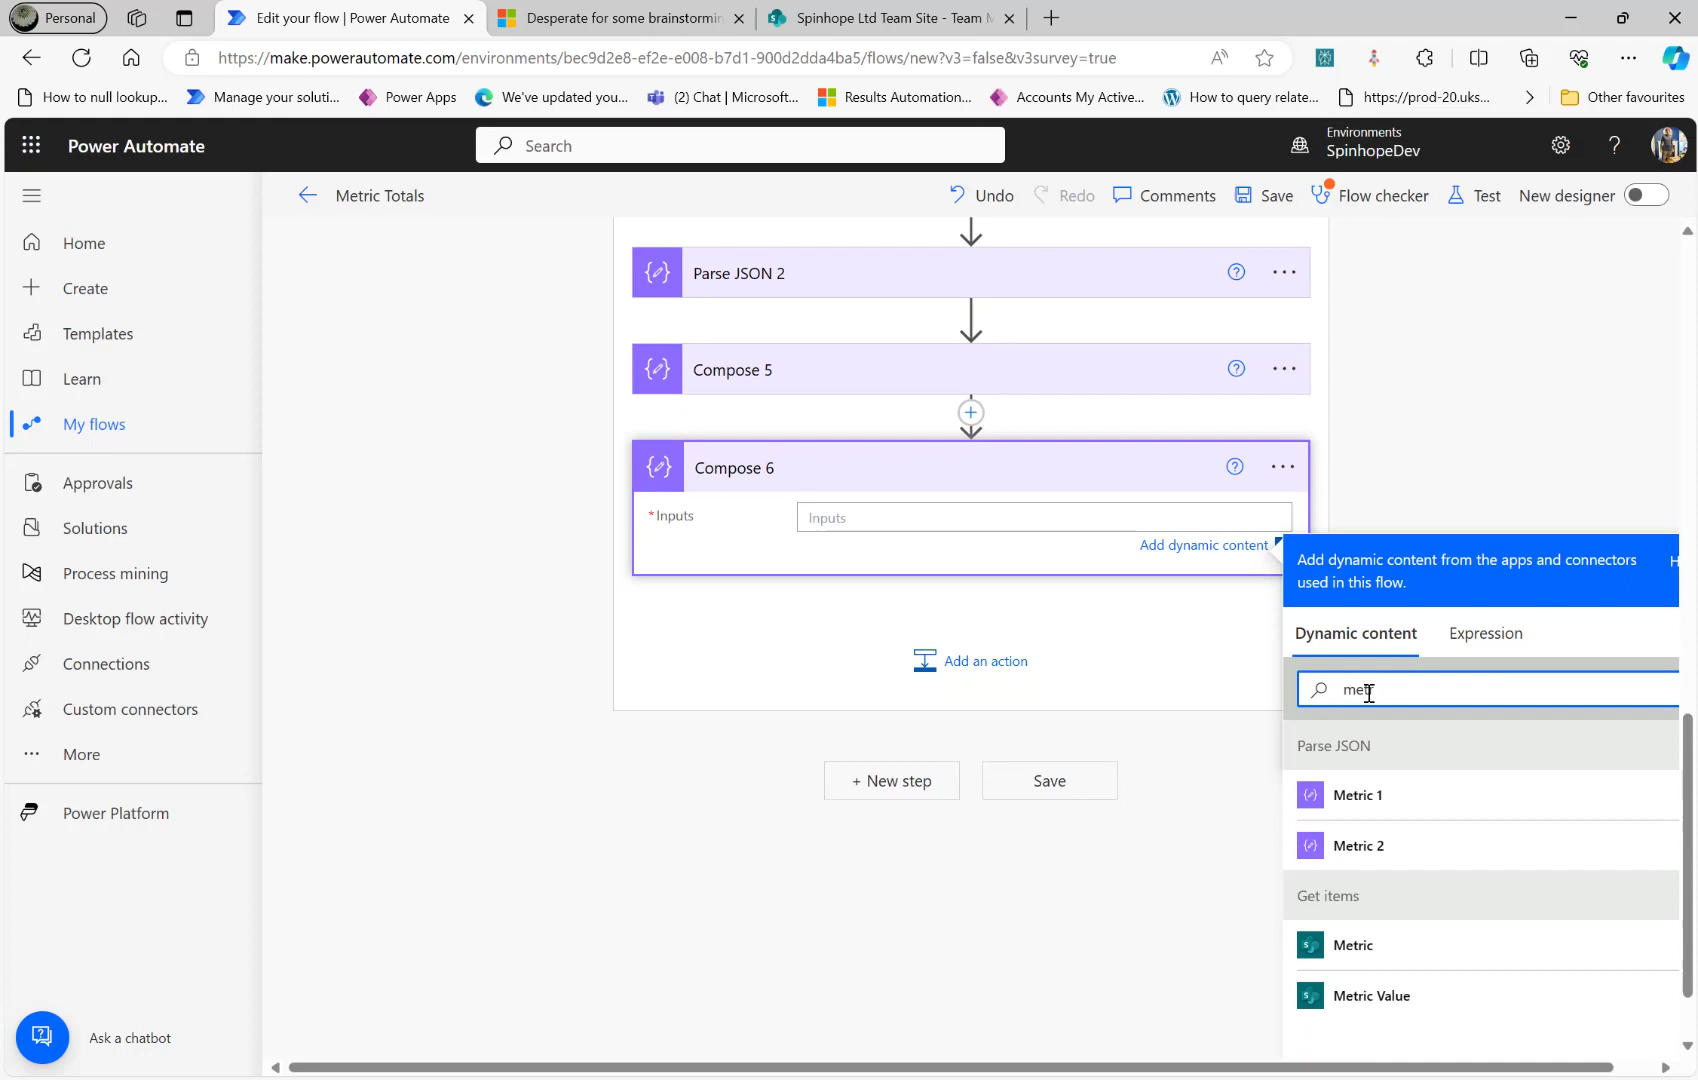 Personal
Edit your flow | Power Automate
Desperate for some brainstormin
Spinhope Ltd Team Site - Team M
https://make.powerautomate.com/environments/bec9d2e8-ef2e-e008-b7d1-900d2dda4ba5/flows/new?v3=false&v3survey=true
How to null lookup...
Manage your soluti...
Power Apps
We've updated you...
(2) Chat | Microsoft...
Results Automation...
Accounts My Active...
How to query relate...
https://prod-20.uks...
Other favourites
Power Automate
Search
Environments
SpinhopeDev
Metric Totals
Undo
Redo
Comments
Save
Flow checker
Test
New designer
Home
Create
Templates
Learn
My flows
Approvals
Solutions
Process mining
Desktop flow activity
Connections
Custom connectors
More
Power Platform
Ask a chatbot
Parse JSON 2
Compose 5
Compose 6
* Inputs
Inputs
Add dynamic content
Add an action
+ New step
Save
Add dynamic content from the apps and connectors
used in this flow.
H
Dynamic content
Expression
metr
Parse JSON
Metric 1
Metric 2
Get items
Metric
Metric Value